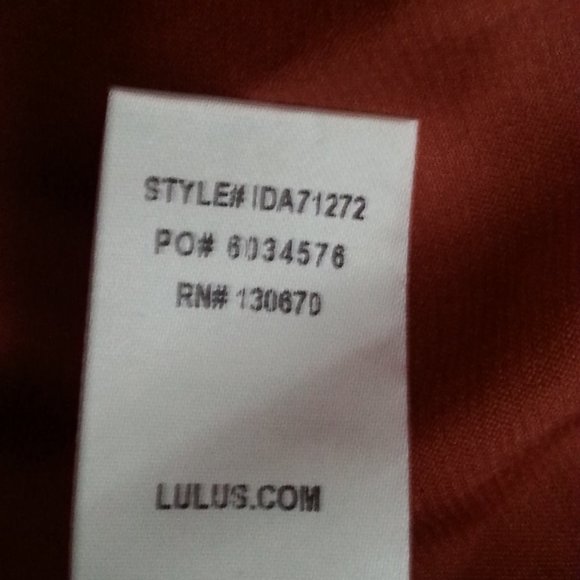 STYLE# IDA71272
PO# 6034576
RN# 130670
LULUS.COM